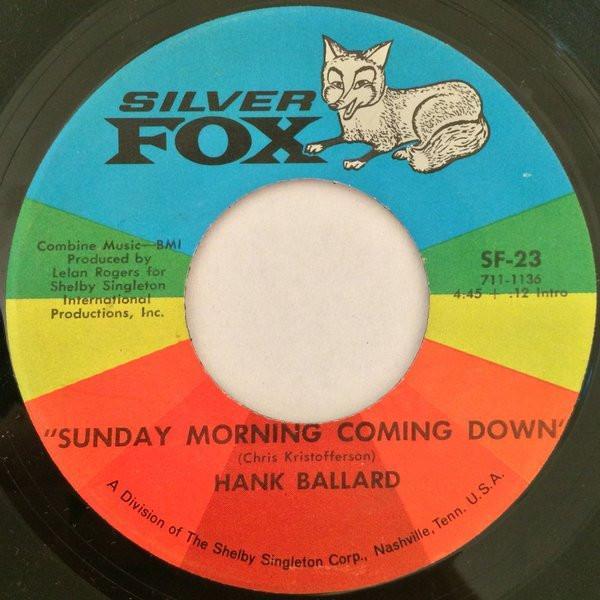 SILVER
FOX
Combine Music—BMI
Produced by
Lelan Rogers for
Shelby Singleton
International
Productions, Inc.
SF-23
711-1136
4:45 + :12 Intro
"SUNDAY MORNING COMING DOWN"
(Chris Kristofferson)
HANK BALLARD
A Division of The Shelby Singleton Corp., Nashville, Tenn. U.S.A.